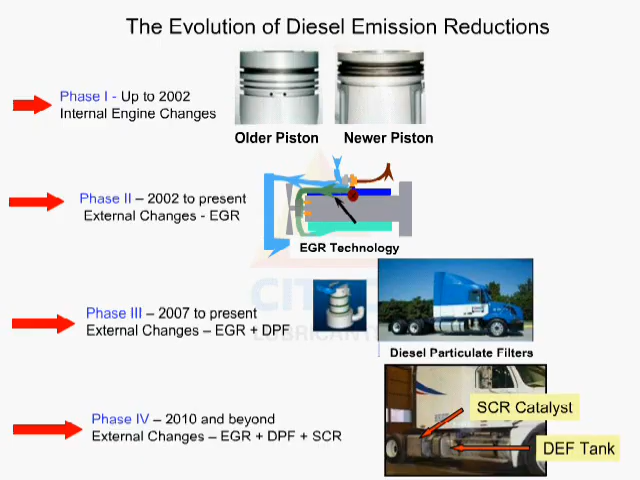 The Evolution of Diesel Emission Reductions
Phase I - Up to 2002
Internal Engine Changes
Older Piston
Newer Piston
Phase II – 2002 to present
External Changes - EGR
EGR Technology
Phase III – 2007 to present
External Changes – EGR + DPF
Diesel Particulate Filters
Phase IV – 2010 and beyond
External Changes – EGR + DPF + SCR
SCR Catalyst
DEF Tank